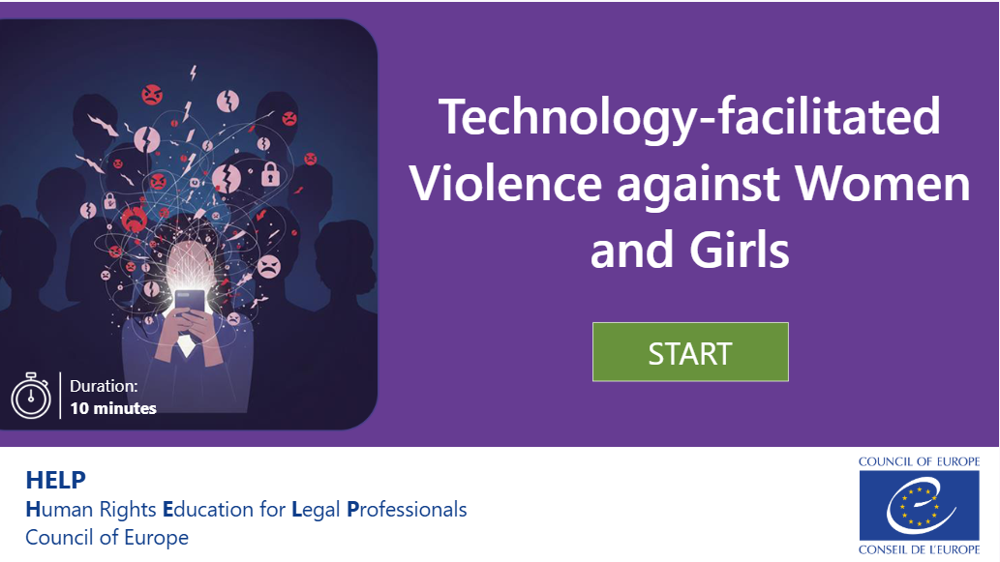 Technology-facilitated
Violence against Women
and Girls
START
Duration:
10 minutes
HELP
Human Rights Education for Legal Professionals
Council of Europe
COUNCIL OF EUROPE
CONSEIL DE L'EUROPE